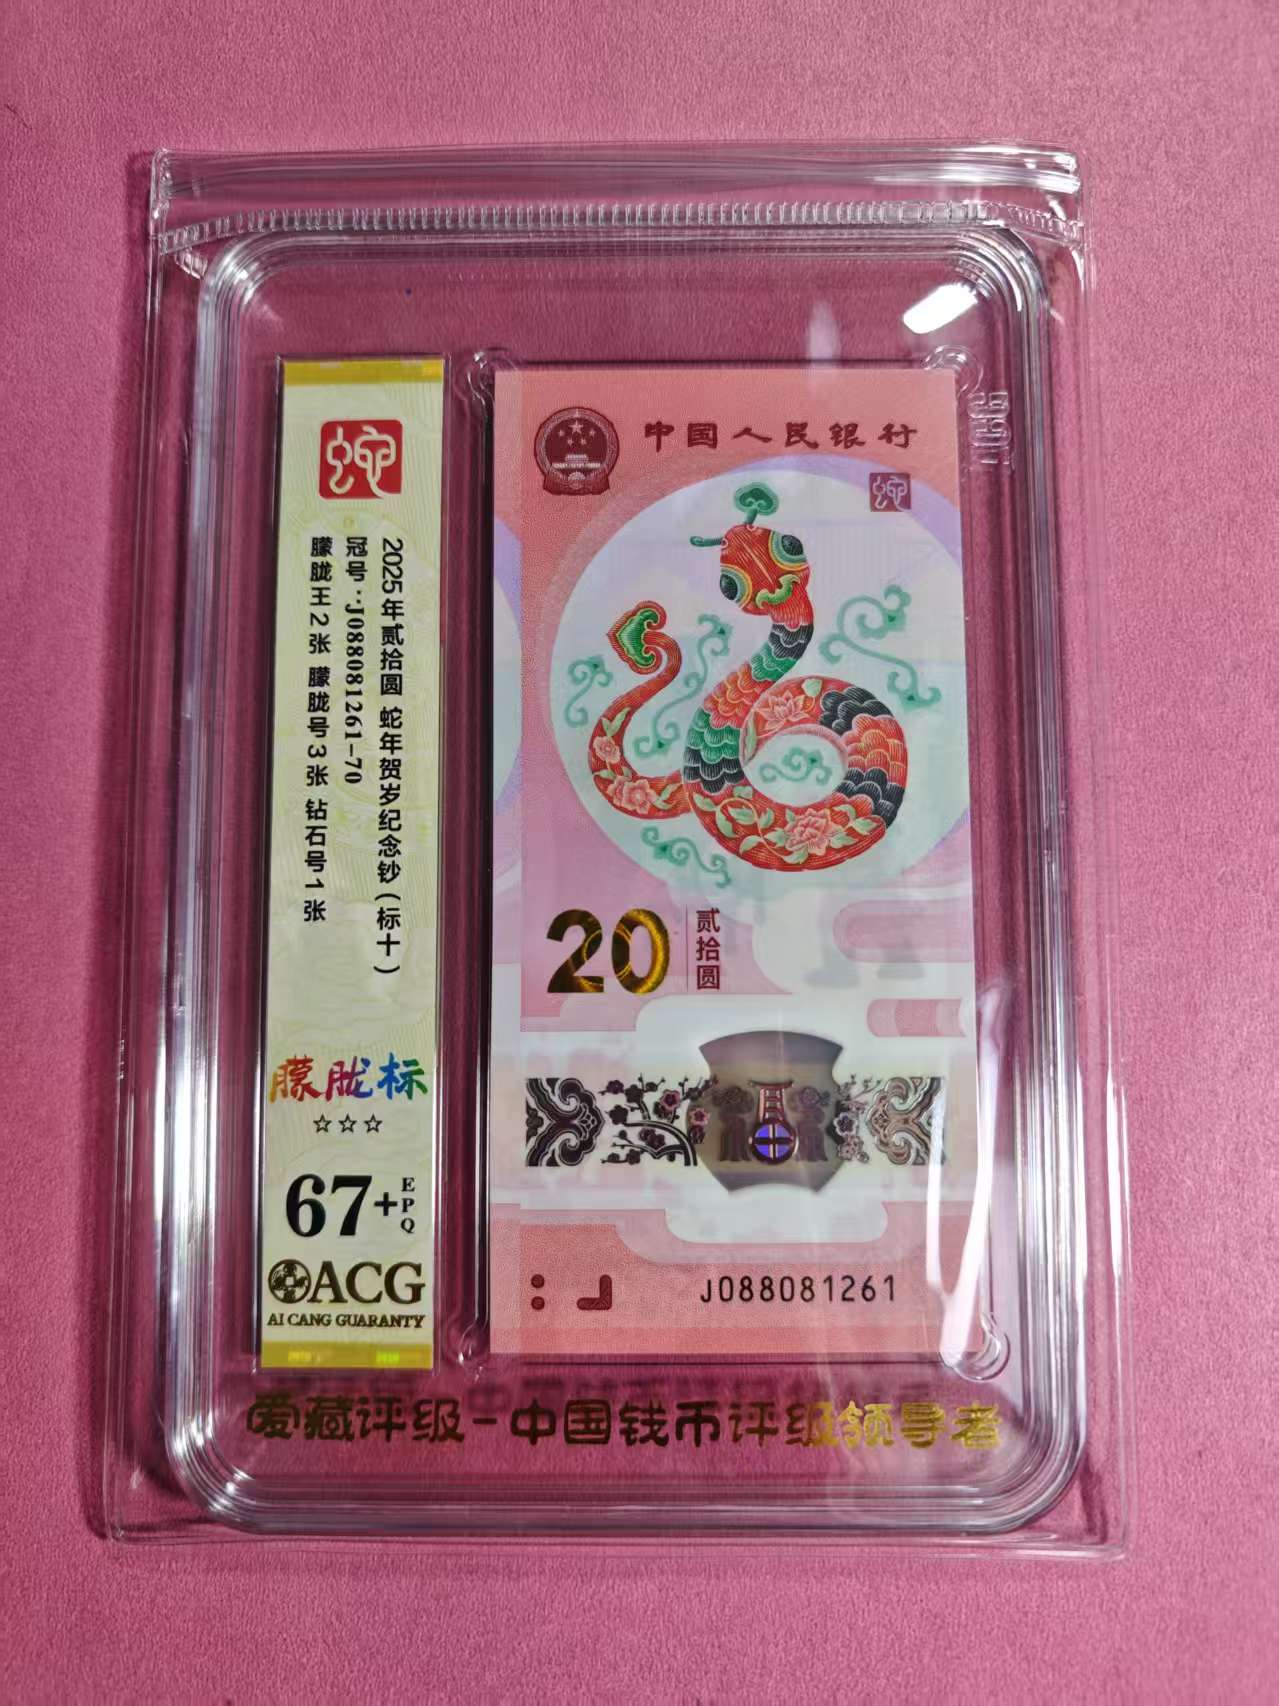 蛇
2025年贰拾圆 蛇年贺岁纪念钞(标十)
冠号:J088081261-70
朦胧王2张 朦胧号3张 钻石号1张
朦胧标
☆☆☆
67+EPQ
ACG
AI CANG GUARANTY
中国人民银行
蛇
20
贰拾圆
J088081261
爱藏评级-中国钱币评级领导者